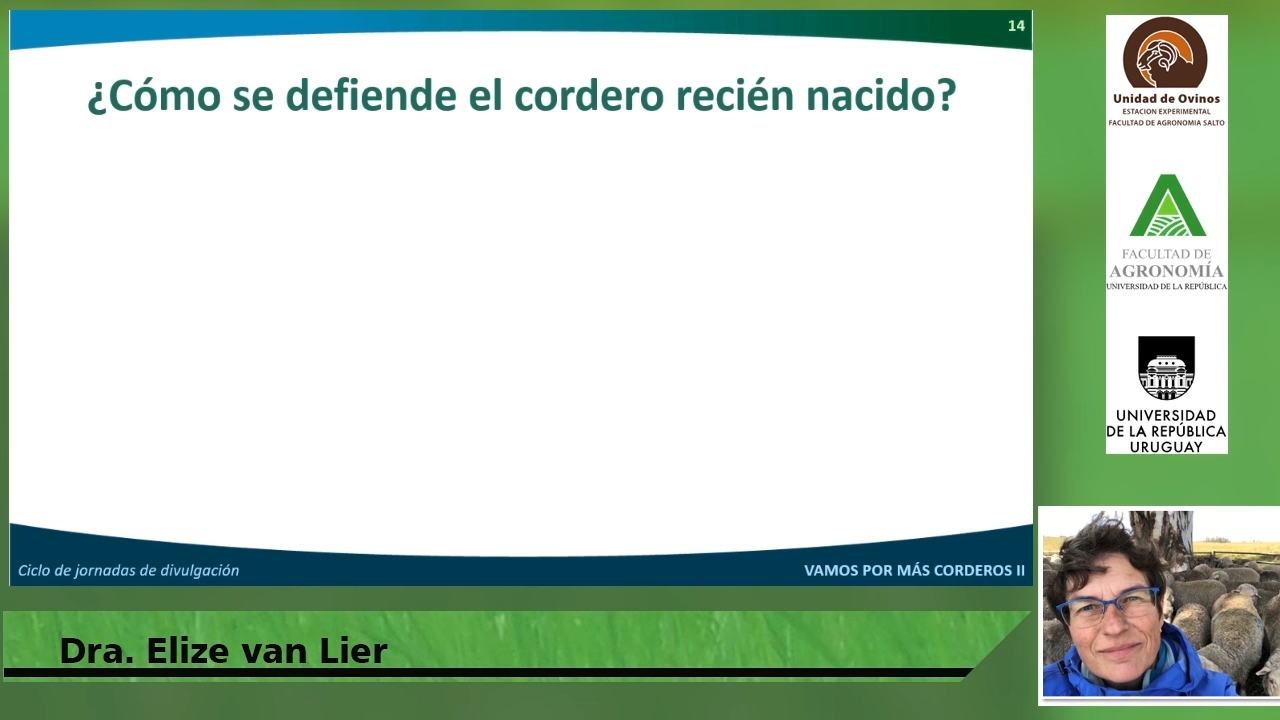 14
¿Cómo se defiende el cordero recién nacido?
Ciclo de jornadas de divulgación
VAMOS POR MÁS CORDEROS II
Dra. Elize van Lier
Unidad de Ovinos
ESTACION EXPERIMENTAL
FACULTAD DE AGRONOMIA SALTO
FACULTAD DE
AGRONOMÍA
UNIVERSIDAD DE LA REPÚBLICA
UNIVERSIDAD
DE LA REPÚBLICA
URUGUAY